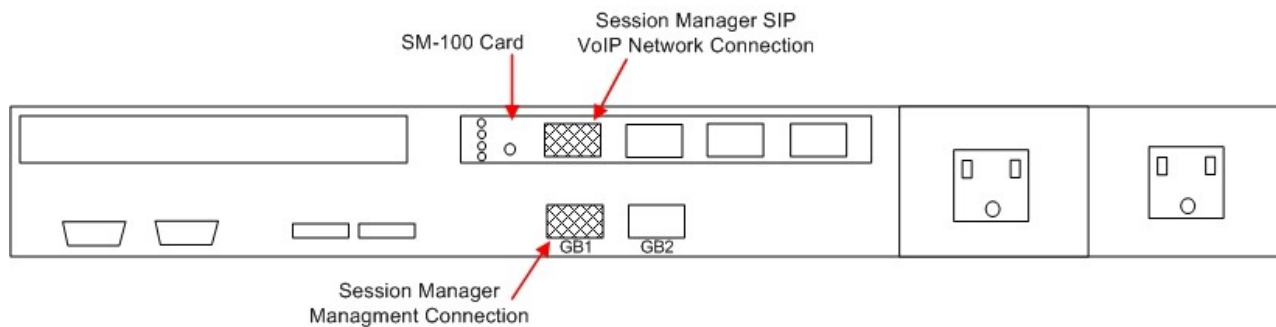 Session Manager SIP
VoIP Network Connection
SM-100 Card
GB1
GB2
Session Manager
Managment Connection